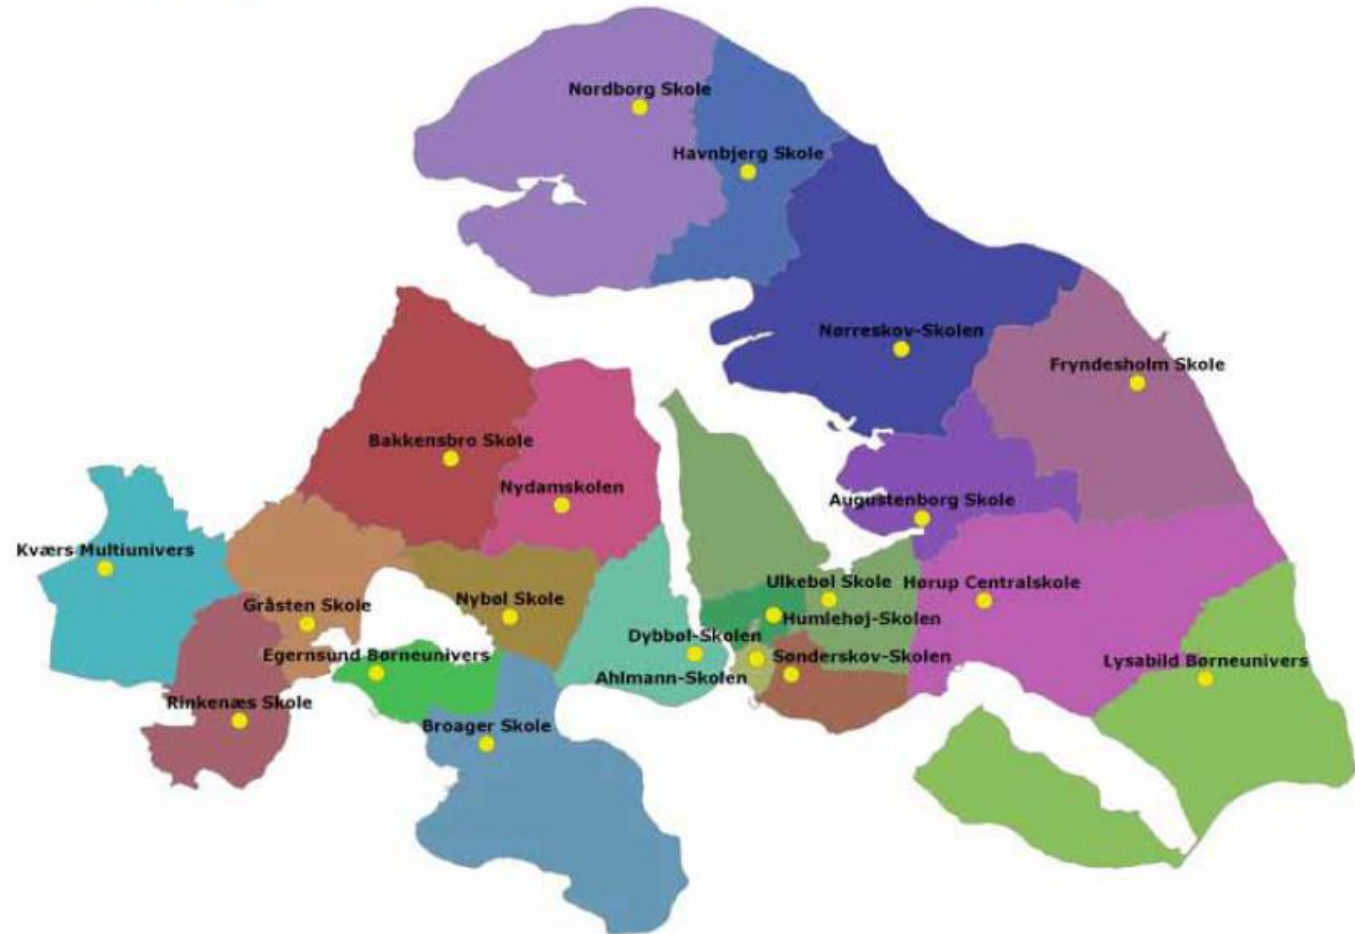 Nordborg Skole
Havnbjerg Skole
Nørreskov-Skolen
Fryndesholm Skole
Bakkensbro Skole
Nydamskolen
Augustenborg Skole
Kværs Multiunivers
Ulkebøl Skole
Hørup Centralskole
Gråsten Skole
Nybøl Skole
Humlehøj-Skolen
Dybbøl-Skolen
Egernsund Børneunivers
Sønderskov-Skolen
Lysabild Børneunivers
Ahlmann-Skolen
Rinkenæs Skole
Broager Skole